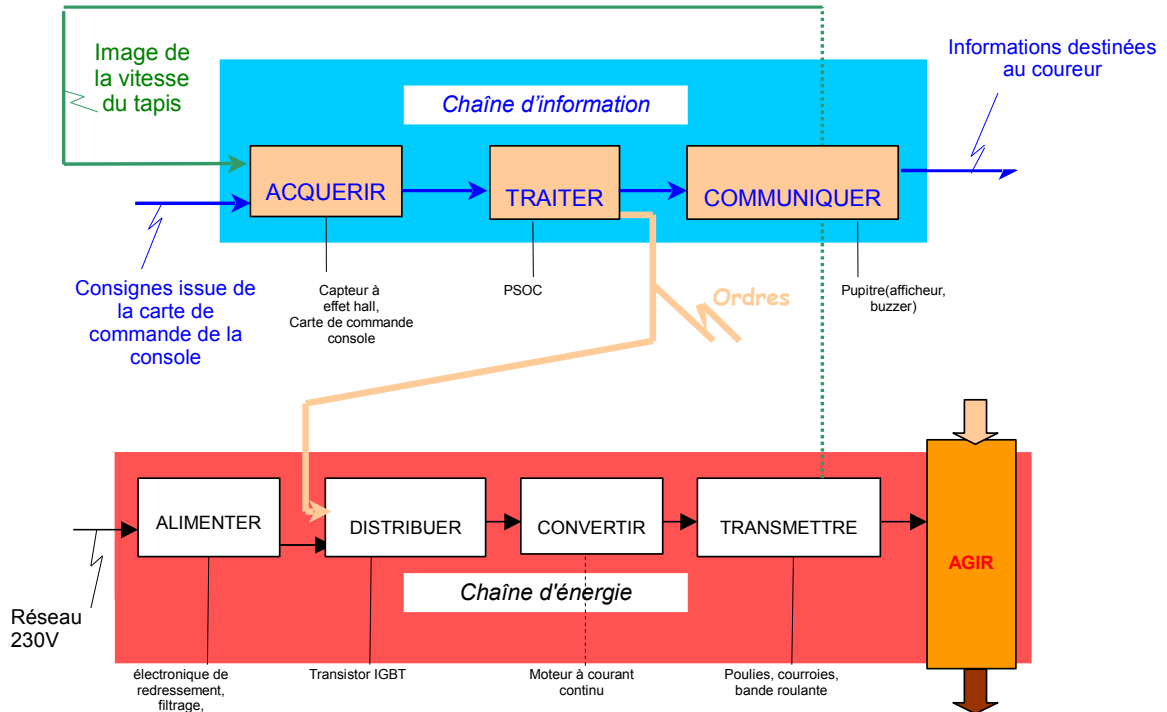 Image de
la vitesse
du tapis
Informations destinées
au coureur
Chaîne d'information
ACQUERIR
TRAITER
COMMUNIQUER
Consignes issue de
la carte de
commande de la
console
Capteur à
effet hall,
Carte de commande
console
PSOC
Ordres
Pupitre(afficheur,
buzzer)
ALIMENTER
DISTRIBUER
CONVERTIR
TRANSMETTRE
AGIR
Chaîne d'énergie
Réseau
230V
électronique de
redressement,
filtrage,
Transistor IGBT
Moteur à courant
continu
Poulies, courroies,
bande roulante